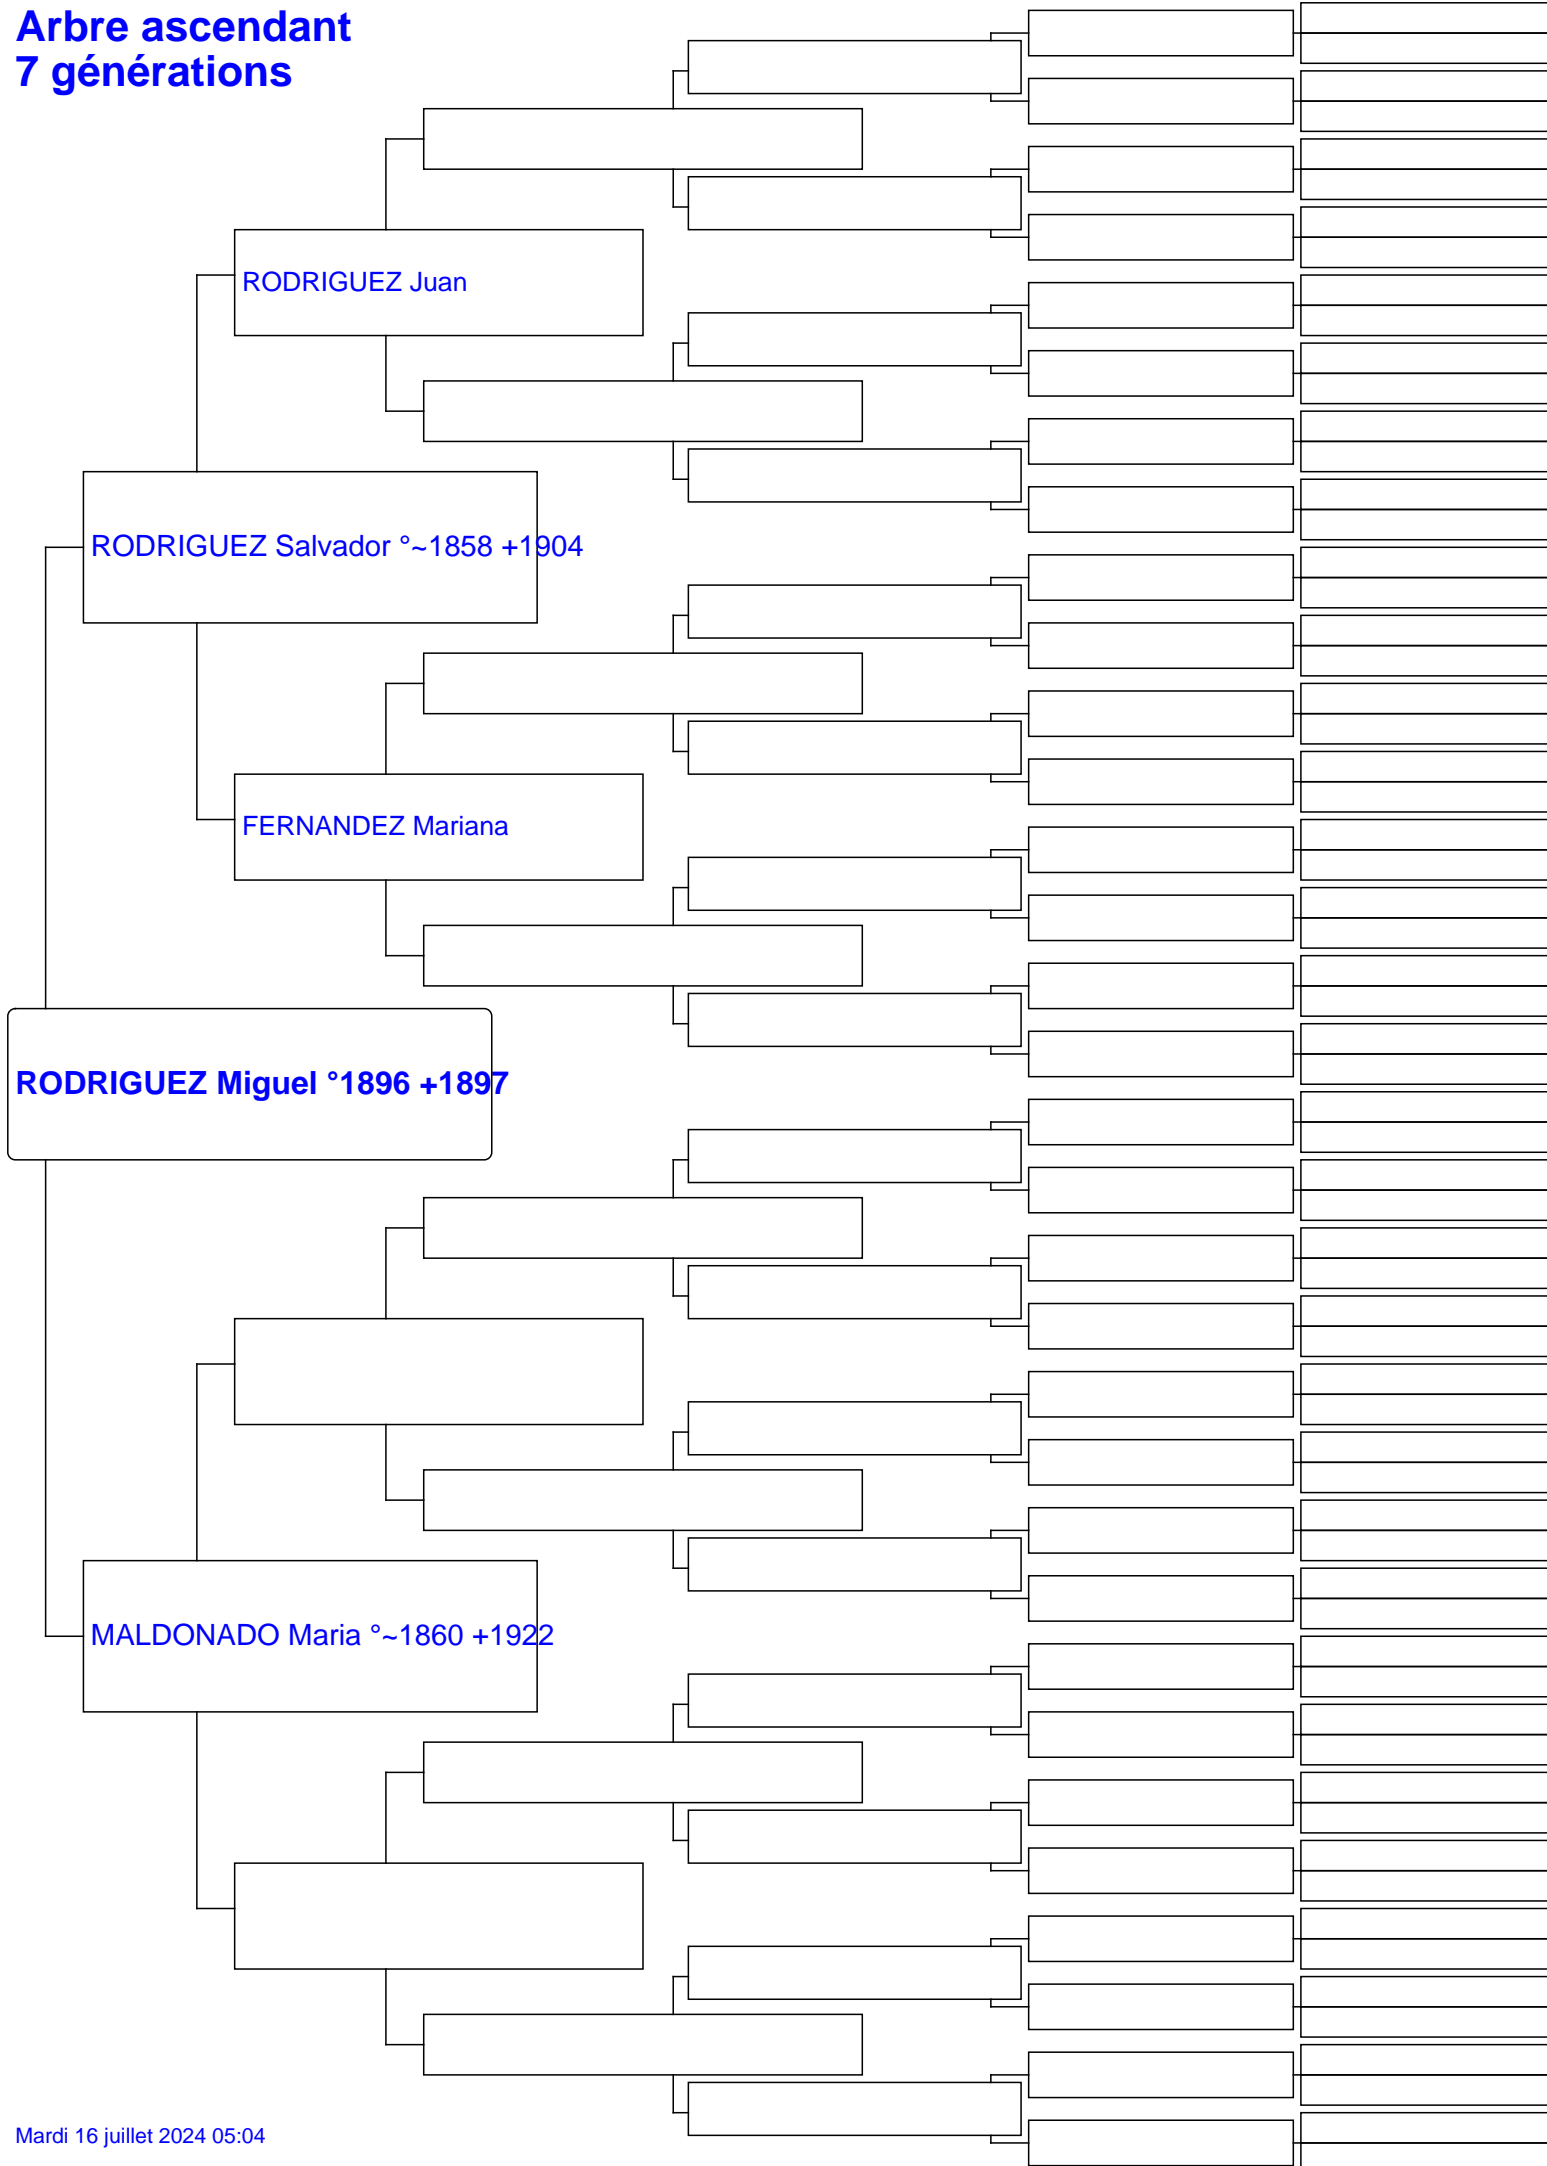 Arbre ascendant
7 générations
RODRIGUEZ Juan
RODRIGUEZ Salvador °~1858 +1904
FERNANDEZ Mariana
RODRIGUEZ Miguel °1896 +1897
MALDONADO Maria °~1860 +1922
Mardi 16 juillet 2024 05:04